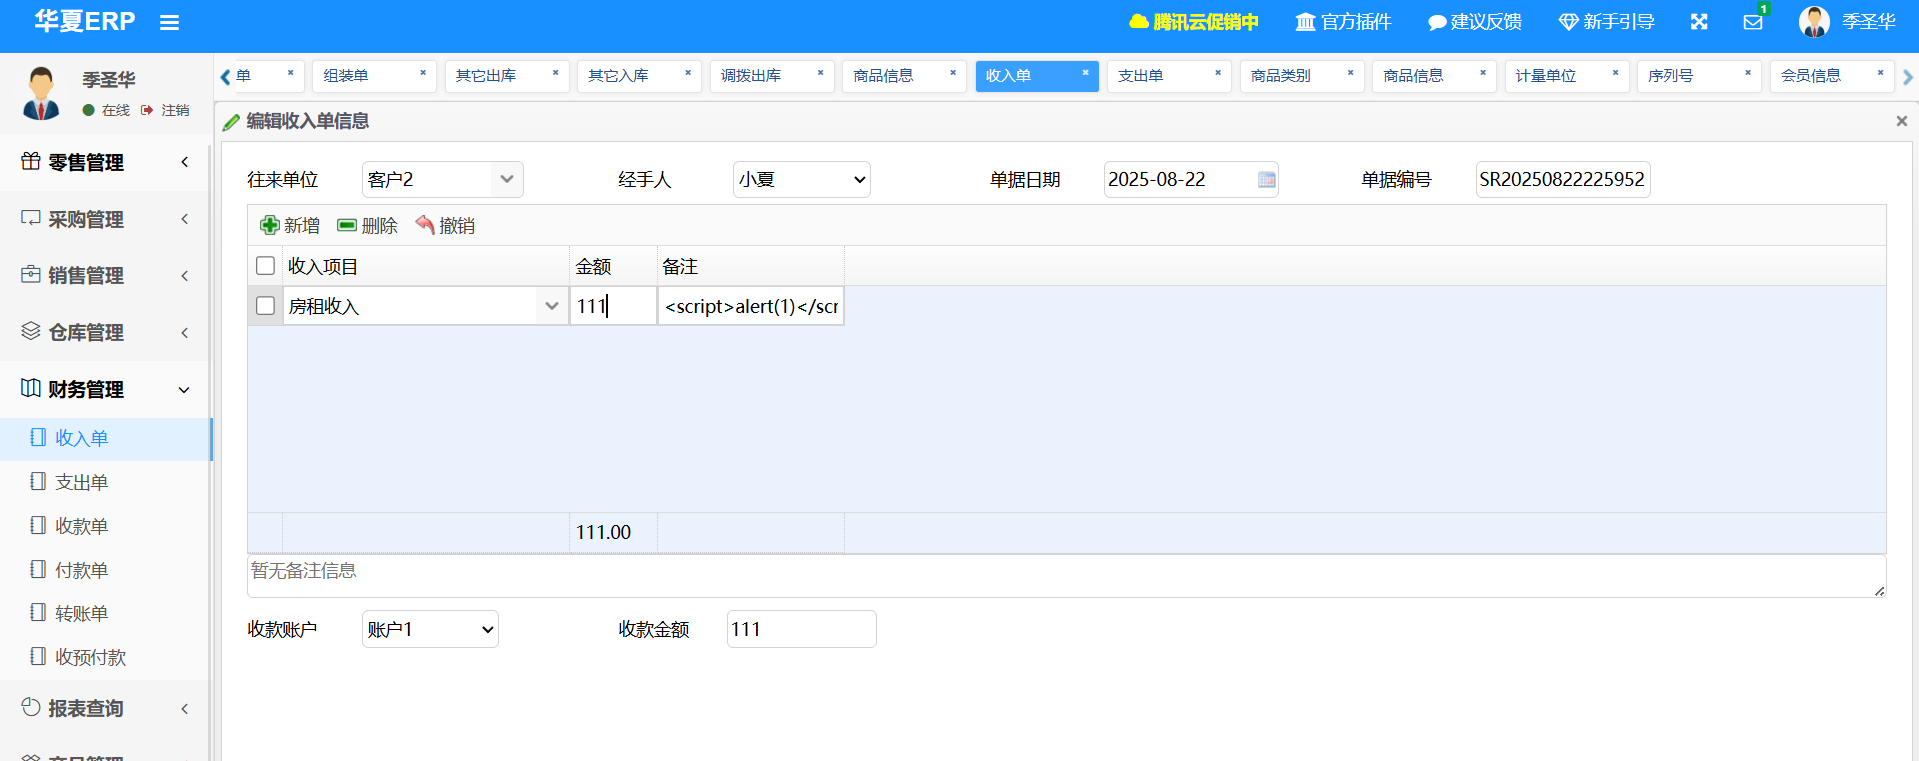 华夏ERP
腾讯云促销中 官方插件 建议反馈 新手引导 1 季圣华
季圣华
在线 注销
单 × 组装单 × 其它出库 × 其它入库 × 调拨出库 × 商品信息 × 收入单 × 支出单 × 商品类别 × 商品信息 × 计量单位 × 序列号 × 会员信息 ×
零售管理
采购管理
销售管理
仓库管理
财务管理
收入单
支出单
收款单
付款单
转账单
收预付款
报表查询
编辑收入单信息
往来单位 客户2 经手人 小夏 单据日期 2025-08-22 单据编号 SR20250822225952
新增 删除 撤销
收入项目 金额 备注
房租收入 111 <script>alert(1)</scr
111.00
暂无备注信息
收款账户 账户1 收款金额 111